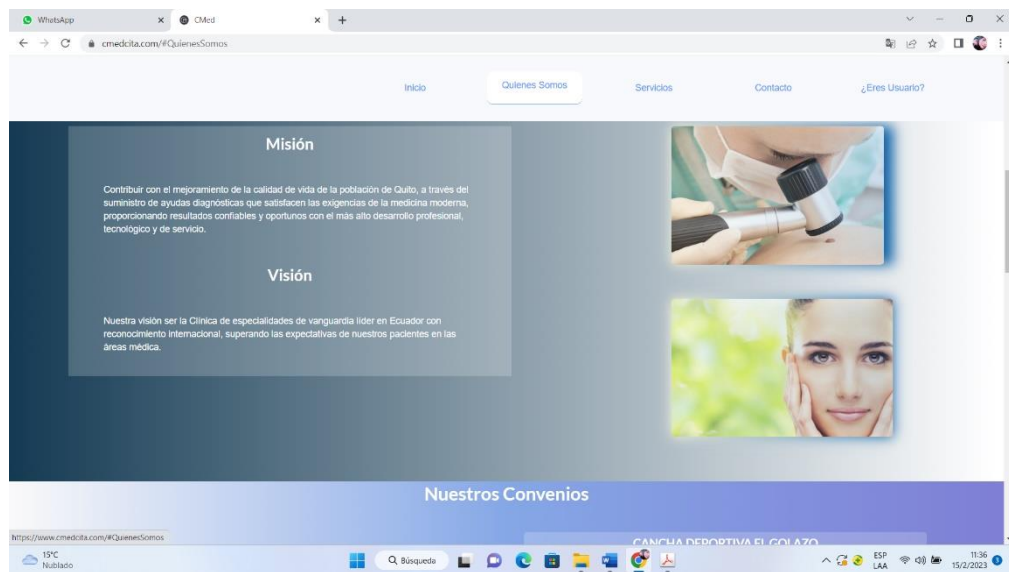 WhatsApp
CMed
cmedcita.com/#QuienesSomos
Inicio
Quienes Somos
Servicios
Contacto
¿Eres Usuario?
Misión
Contribuir con el mejoramiento de la calidad de vida de la población de Quito, a través del
suministro de ayudas diagnósticas que satisfacen las exigencias de la medicina moderna,
proporcionando resultados confiables y oportunos con el más alto desarrollo profesional,
tecnológico y de servicio.
Visión
Nuestra visión ser la Clínica de especialidades de vanguardia líder en Ecuador con
reconocimiento internacional, superando las expectativas de nuestros pacientes en las
áreas médica.
Nuestros Convenios
CANCHA DEPORTIVA EL GOLAZO
https://www.cmedcita.com/#QuienesSomos
15°C
Nublado
Búsqueda
ESP
LAA
11:36
15/2/2023